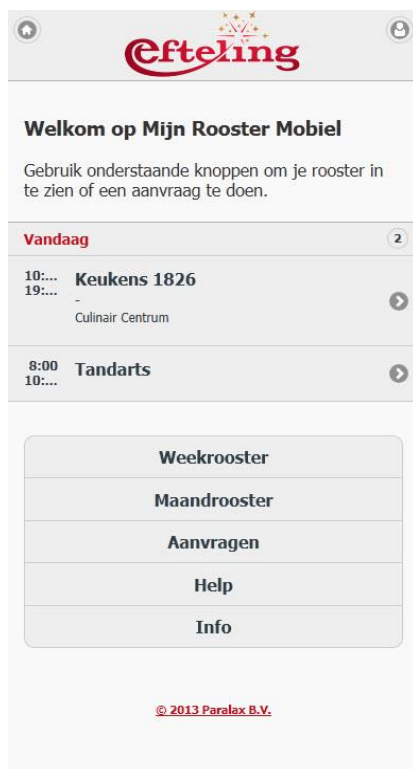 Efteling
Welkom op Mijn Rooster Mobiel
Gebruik onderstaande knoppen om je rooster in
te zien of een aanvraag te doen.
Vandaag 2
10:... Keukens 1826
19:... -
Culinair Centrum
8:00 Tandarts
10:...
Weekrooster
Maandrooster
Aanvragen
Help
Info
© 2013 Paralax B.V.